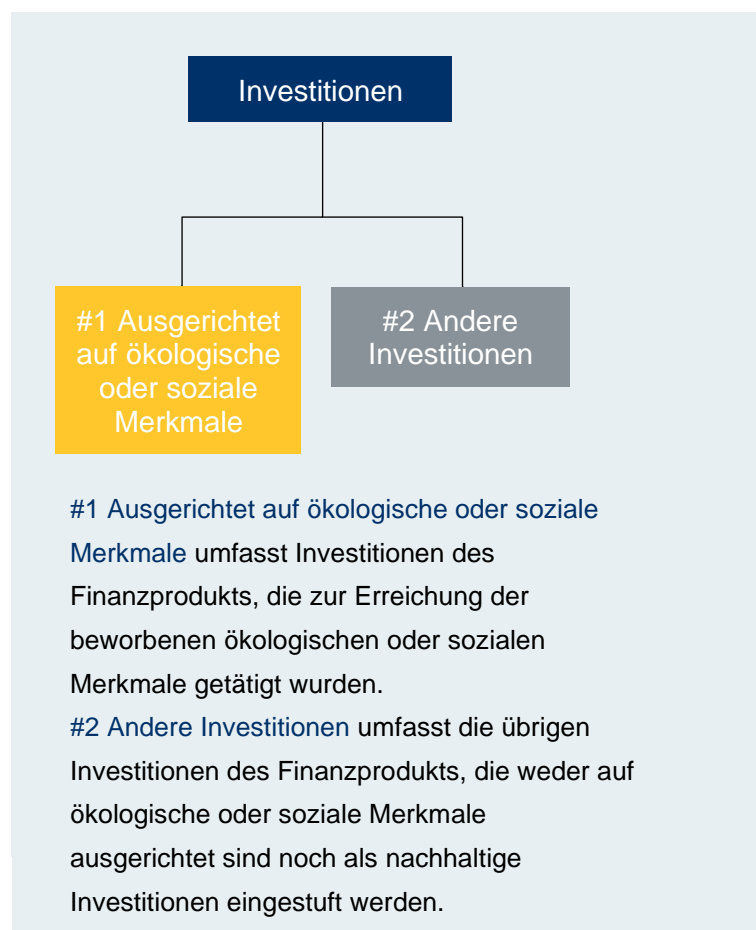 Investitionen
#1 Ausgerichtet
auf ökologische
oder soziale
Merkmale
#2 Andere
Investitionen
#1 Ausgerichtet auf ökologische oder soziale
Merkmale umfasst Investitionen des
Finanzprodukts, die zur Erreichung der
beworbenen ökologischen oder sozialen
Merkmale getätigt wurden.
#2 Andere Investitionen umfasst die übrigen
Investitionen des Finanzprodukts, die weder auf
ökologische oder soziale Merkmale
ausgerichtet sind noch als nachhaltige
Investitionen eingestuft werden.